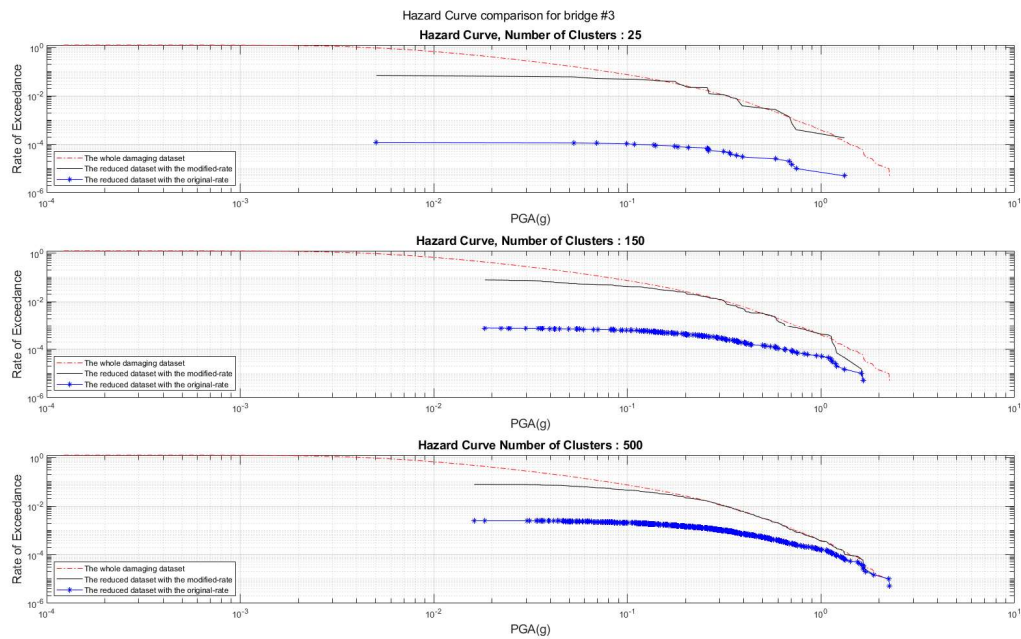 Hazard Curve comparison for bridge #3
Hazard Curve, Number of Clusters : 25
Rate of Exceedance
10^0
10^-2
10^-4
10^-6
The whole damaging dataset
The reduced dataset with the modified-rate
The reduced dataset with the original-rate
10^-4 10^-3 10^-2 10^-1 10^0 10^1
PGA(g)
Hazard Curve, Number of Clusters : 150
Rate of Exceedance
10^0
10^-2
10^-4
10^-6
The whole damaging dataset
The reduced dataset with the modified-rate
The reduced dataset with the original-rate
10^-4 10^-3 10^-2 10^-1 10^0 10^1
PGA(g)
Hazard Curve Number of Clusters : 500
Rate of Exceedance
10^0
10^-2
10^-4
10^-6
The whole damaging dataset
The reduced dataset with the modified-rate
The reduced dataset with the original-rate
10^-4 10^-3 10^-2 10^-1 10^0 10^1
PGA(g)